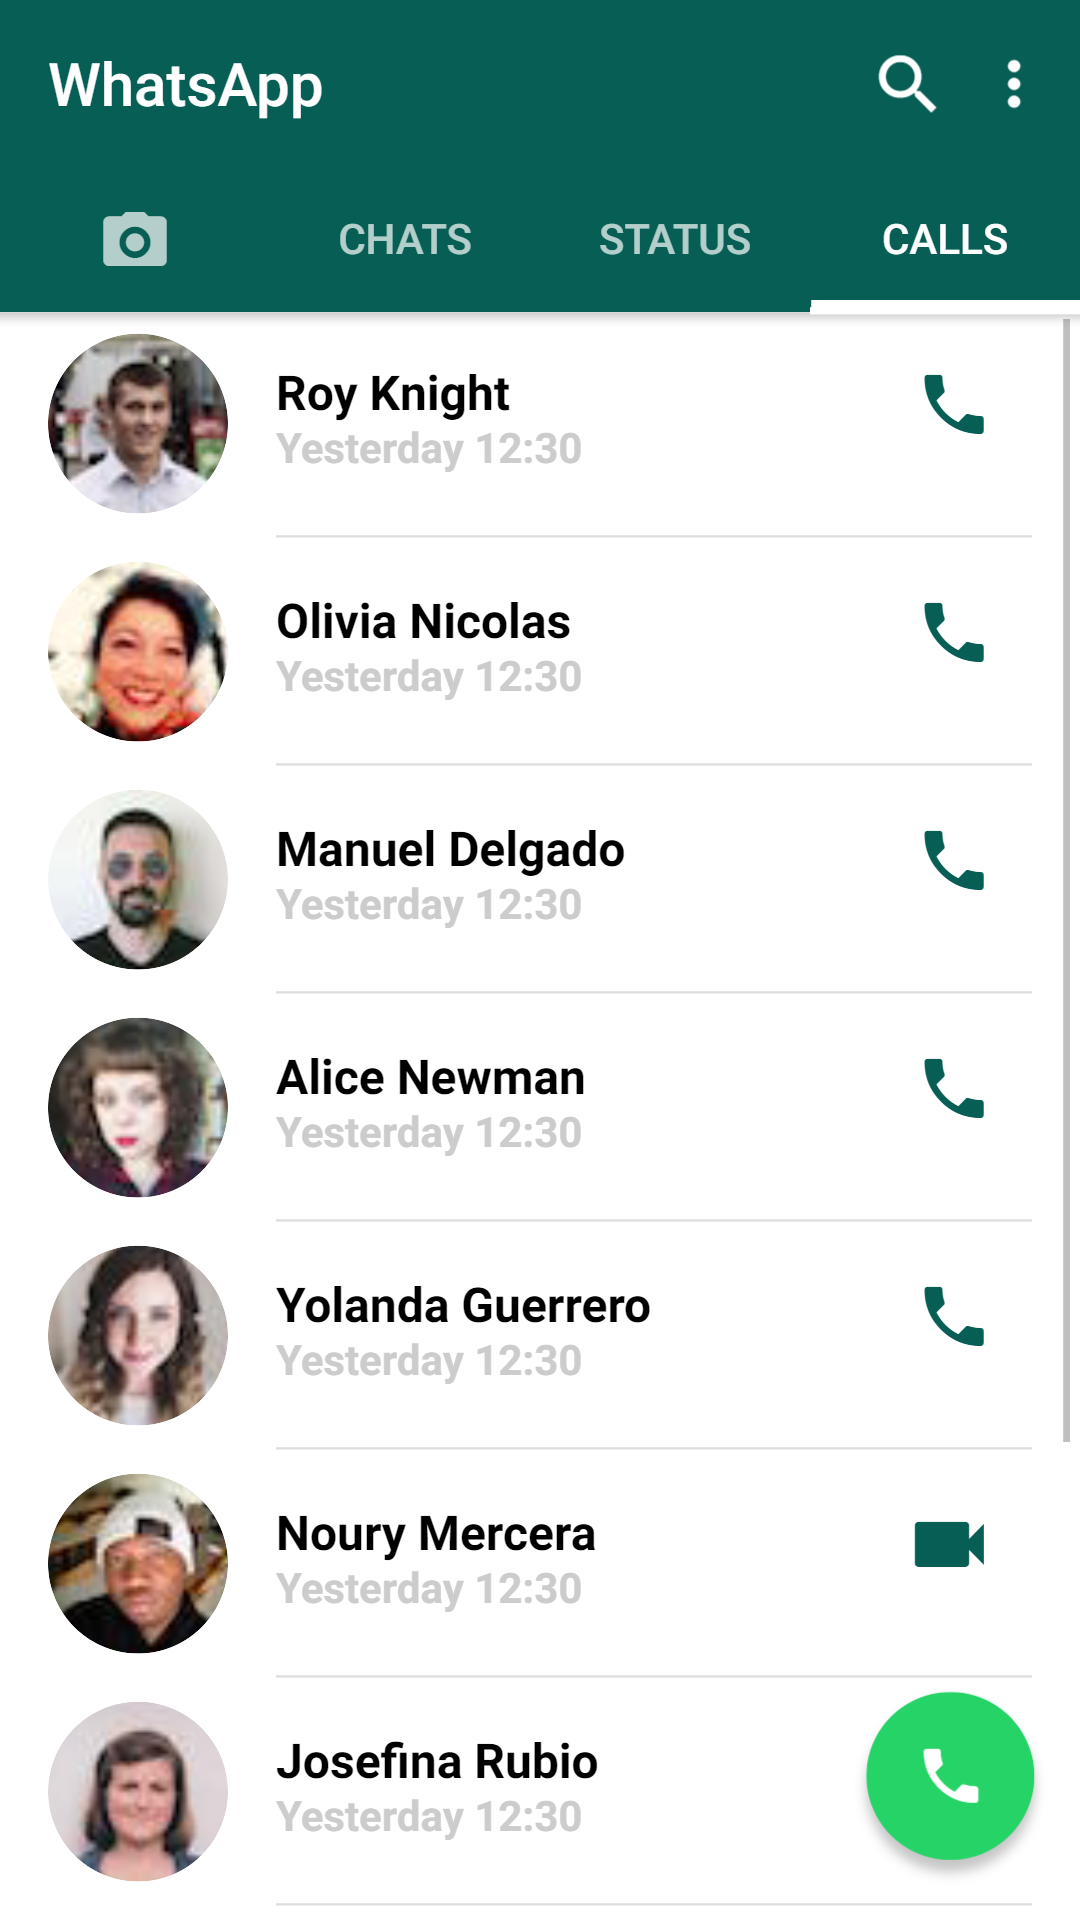 WhatsApp
CHATS STATUS CALLS
Roy Knight
Yesterday 12:30
Olivia Nicolas
Yesterday 12:30
Manuel Delgado
Yesterday 12:30
Alice Newman
Yesterday 12:30
Yolanda Guerrero
Yesterday 12:30
Noury Mercera
Yesterday 12:30
Josefina Rubio
Yesterday 12:30